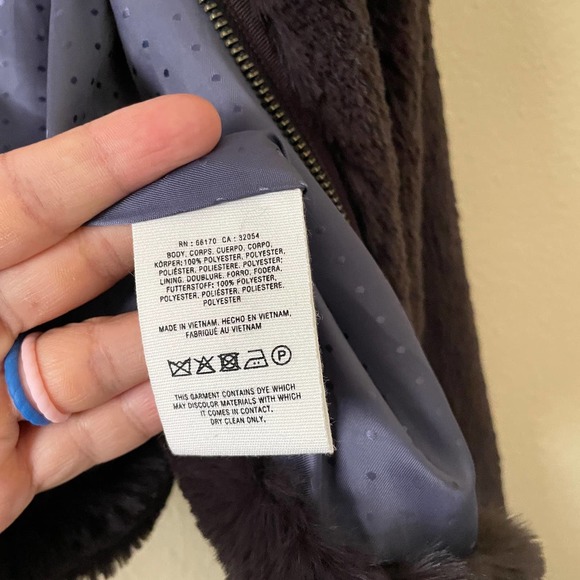 RN : 66170 CA : 32054
BODY, CORPS. CUERPO, CORPO,
KÖRPER: 100% POLYESTER, POLYESTER,
POLIÉSTER, POLIESTERE, POLYESTER;
LINING, DOUBLURE. FORRO, FODERA,
FUTTERSTOFF: 100% POLYESTER,
POLYESTER, POLIÉSTER, POLIESTERE.
POLYESTER
MADE IN VIETNAM, HECHO EN VIETNAM,
FABRIQUÉ AU VIETNAM
P
THIS GARMENT CONTAINS DYE WHICH
MAY DISCOLOR MATERIALS WITH WHICH
IT COMES IN CONTACT.
DRY CLEAN ONLY.